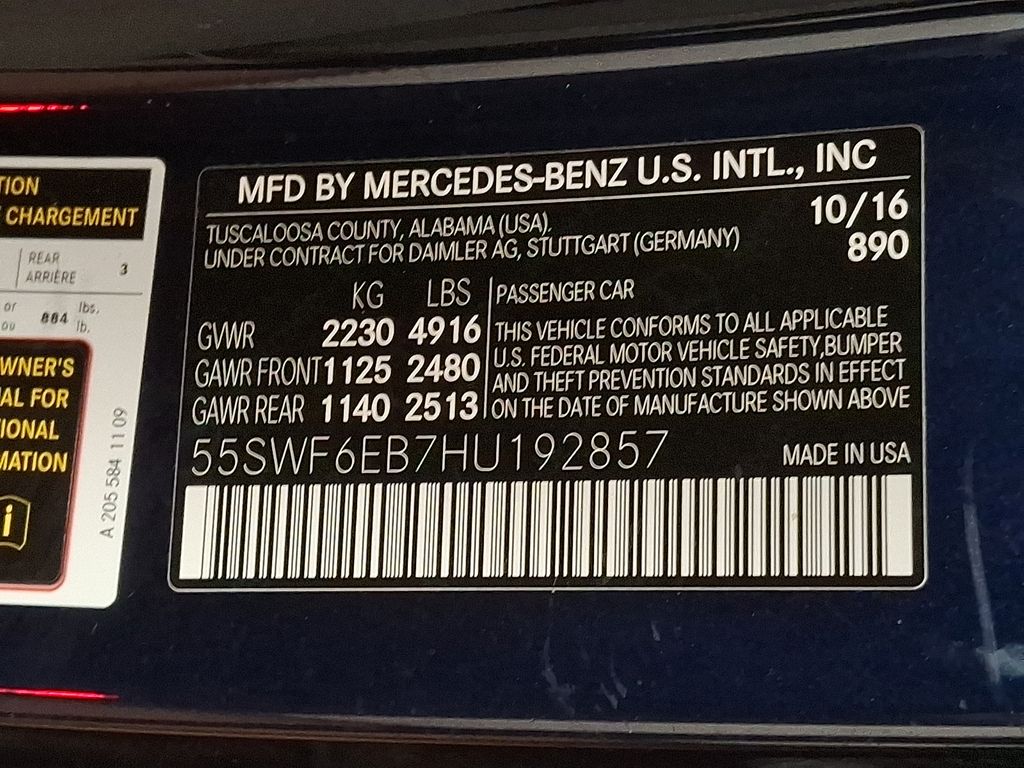 TION
CHARGEMENT
REAR
ARRIÈRE
3
or
ou
884
lbs.
lb.
WNER'S
AL FOR
IONAL
MATION
i
A 205 584 11 09
MFD BY MERCEDES-BENZ U.S. INTL., INC
TUSCALOOSA COUNTY, ALABAMA (USA).
10/16
UNDER CONTRACT FOR DAIMLER AG, STUTTGART (GERMANY)
890
KG LBS
GVWR 2230 4916
GAWR FRONT 1125 2480
GAWR REAR 1140 2513
PASSENGER CAR
THIS VEHICLE CONFORMS TO ALL APPLICABLE
U.S. FEDERAL MOTOR VEHICLE SAFETY, BUMPER
AND THEFT PREVENTION STANDARDS IN EFFECT
ON THE DATE OF MANUFACTURE SHOWN ABOVE
55SWF6EB7HU192857
MADE IN USA